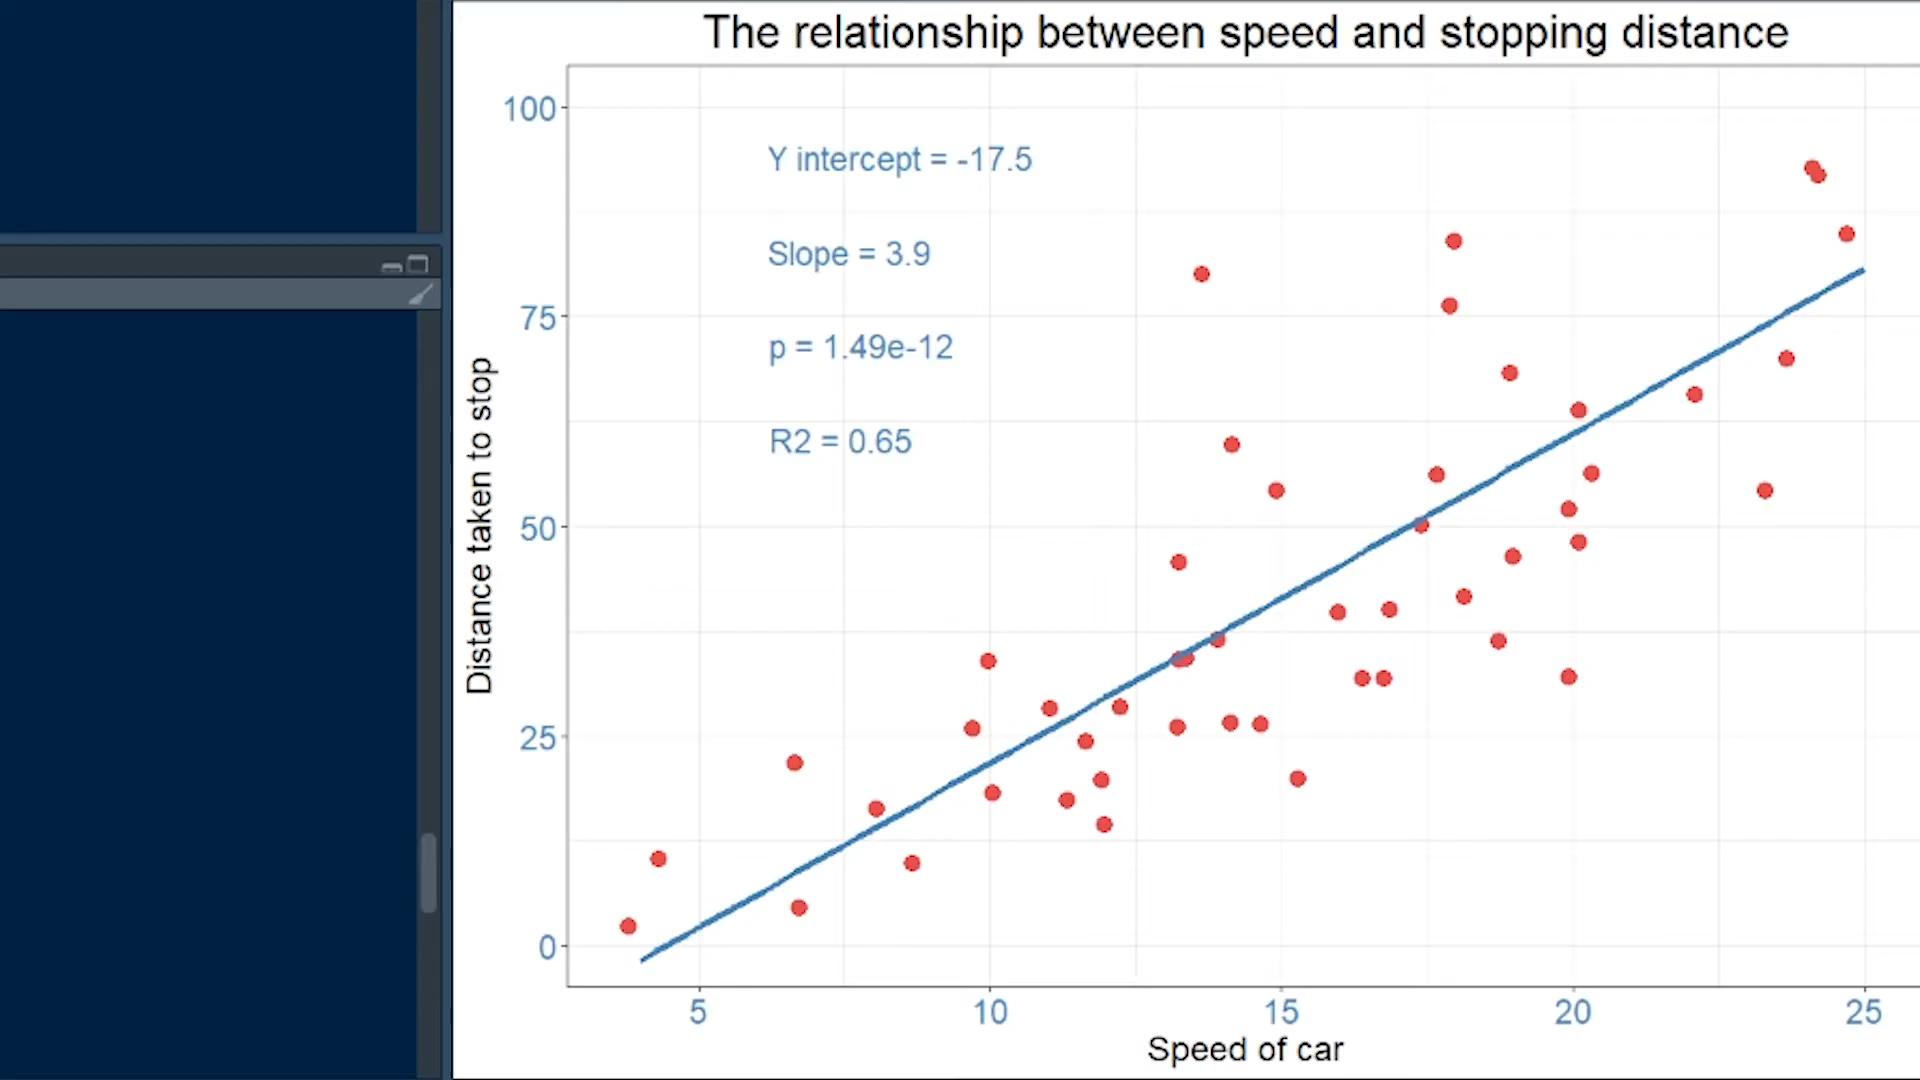 The relationship between speed and stopping distance
100
Y intercept = -17.5
Slope = 3.9
75
p = 1.49e-12
R2 = 0.65
Distance taken to stop
50
25
0
5 10 15 20 25
Speed of car